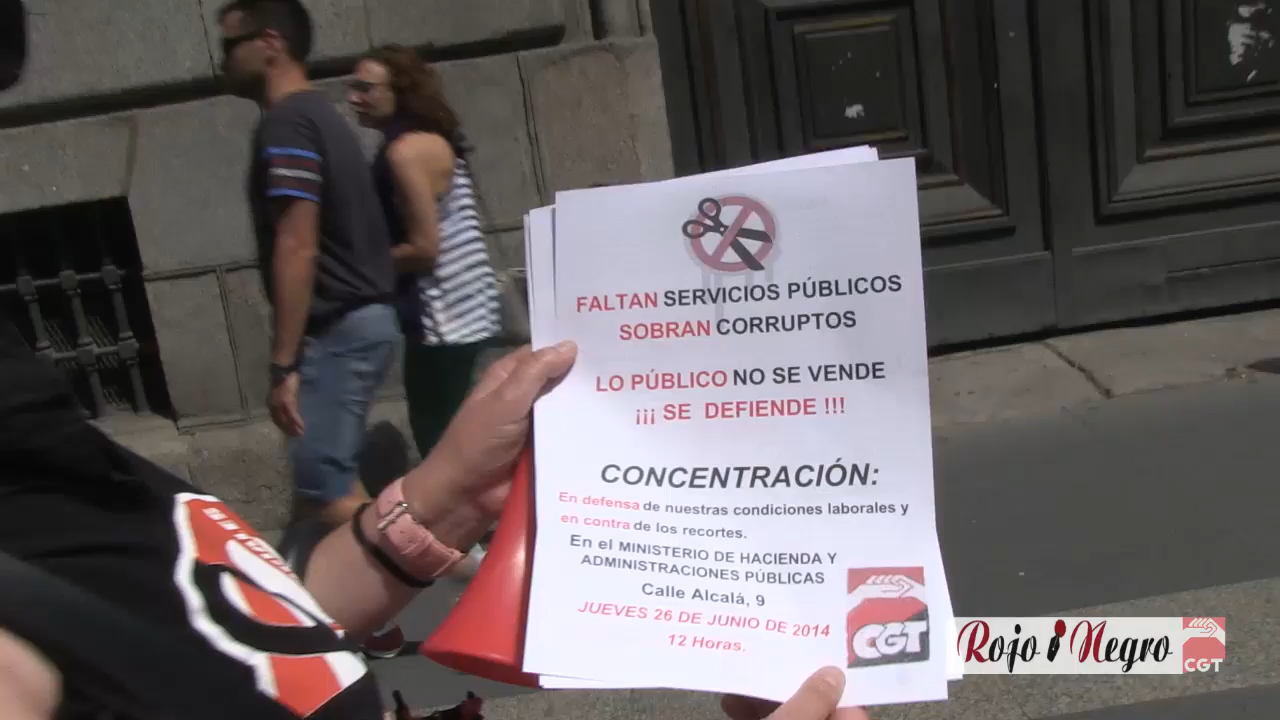 FALTAN SERVICIOS PÚBLICOS
SOBRAN CORRUPTOS
LO PÚBLICO NO SE VENDE
¡¡¡ SE DEFIENDE !!!
CONCENTRACIÓN:
En defensa de nuestras condiciones laborales y
en contra de los recortes.
En el MINISTERIO DE HACIENDA Y
ADMINISTRACIONES PÚBLICAS
Calle Alcalá, 9
JUEVES 26 DE JUNIO DE 2014
12 Horas.
CGT
Rojo i Negro
CGT